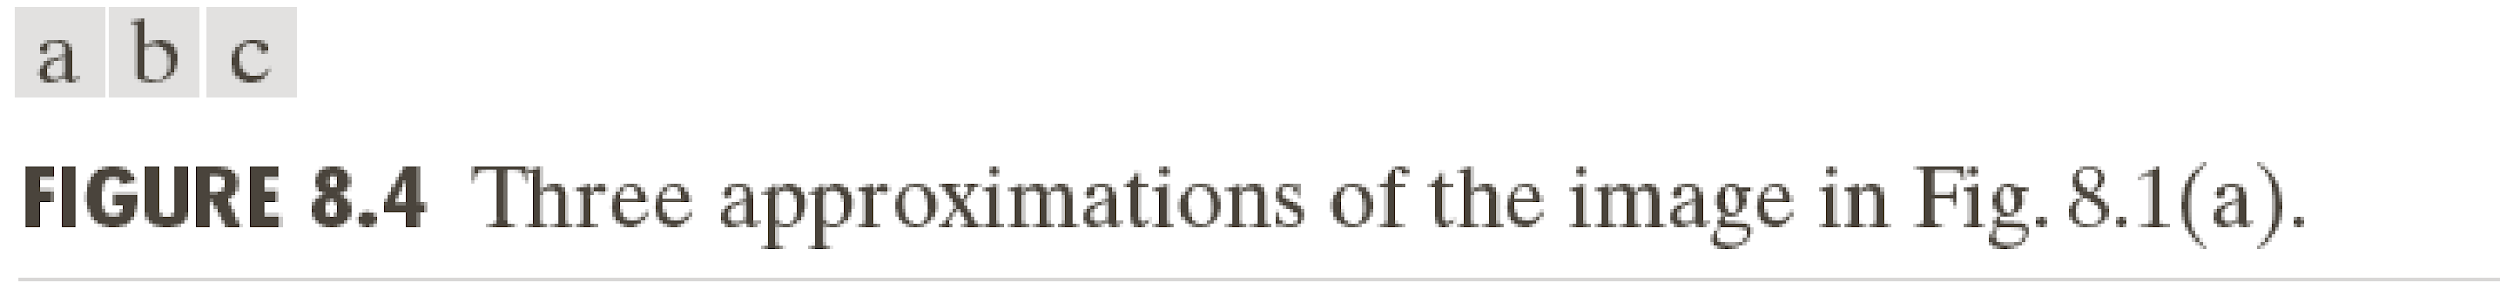 a b c
FIGURE 8.4 Three approximations of the image in Fig. 8.1(a).